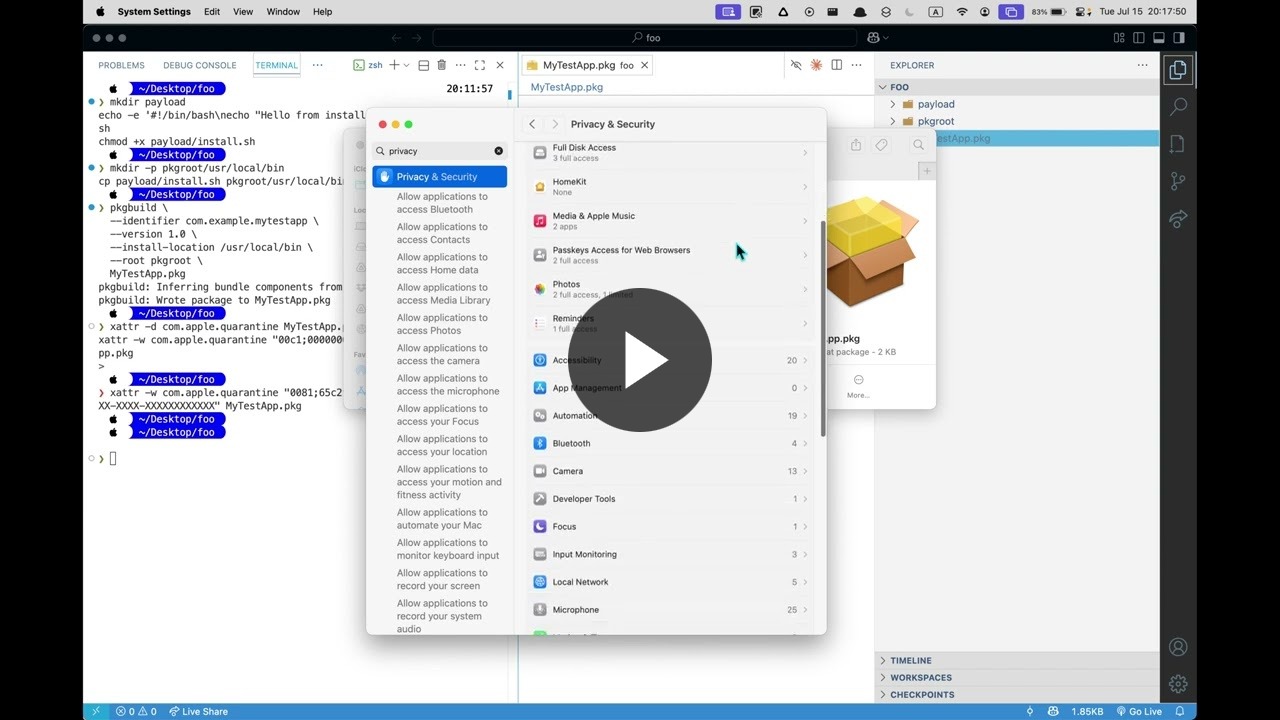 System Settings Edit View Window Help
A 83% Tue Jul 15 20:17:50
foo
PROBLEMS DEBUG CONSOLE TERMINAL ··· zsh
~/Desktop/foo 20:11:57
❯ mkdir payload
echo -e '#!/bin/bash\necho "Hello from install
sh
chmod +x payload/install.sh
~/Desktop/foo
❯ mkdir -p pkgroot/usr/local/bin
cp payload/install.sh pkgroot/usr/local/bin/
~/Desktop/foo
❯ pkgbuild \
--identifier com.example.mytestapp \
--version 1.0 \
--install-location /usr/local/bin \
--root pkgroot \
MyTestApp.pkg
pkgbuild: Inferring bundle components from
pkgbuild: Wrote package to MyTestApp.pkg
~/Desktop/foo
❯ xattr -d com.apple.quarantine MyTestApp.p
xattr -w com.apple.quarantine "00c1;000000
pp.pkg
>
~/Desktop/foo
❯ xattr -w com.apple.quarantine "0081;65c2
XX-XXXX-XXXXXXXXXXXX" MyTestApp.pkg
~/Desktop/foo
~/Desktop/foo
❯
MyTestApp.pkg foo
MyTestApp.pkg
Privacy & Security
privacy
Privacy & Security
Allow applications to
access Bluetooth
Allow applications to
access Contacts
Allow applications to
access Home data
Allow applications to
access Media Library
Allow applications to
access Photos
Allow applications to
access the camera
Allow applications to
access the microphone
Allow applications to
access your Focus
Allow applications to
access your location
Allow applications to
access your motion and
fitness activity
Allow applications to
automate your Mac
Allow applications to
monitor keyboard input
Allow applications to
record your screen
Allow applications to
record your system
audio
Full Disk Access
3 full access
HomeKit
None
Media & Apple Music
2 apps
Passkeys Access for Web Browsers
2 full access
Photos
2 full access, 1 limited
Reminders
1 full access
Accessibility 20
App Management 0
Automation 19
Bluetooth 4
Camera 13
Developer Tools 1
Focus 1
Input Monitoring 3
Local Network 5
Microphone 25
iClo
Loc
Fav
pp.pkg
at package - 2 KB
More...
EXPLORER
FOO
payload
pkgroot
estApp.pkg
TIMELINE
WORKSPACES
CHECKPOINTS
0 0 Live Share
1.85KB Go Live